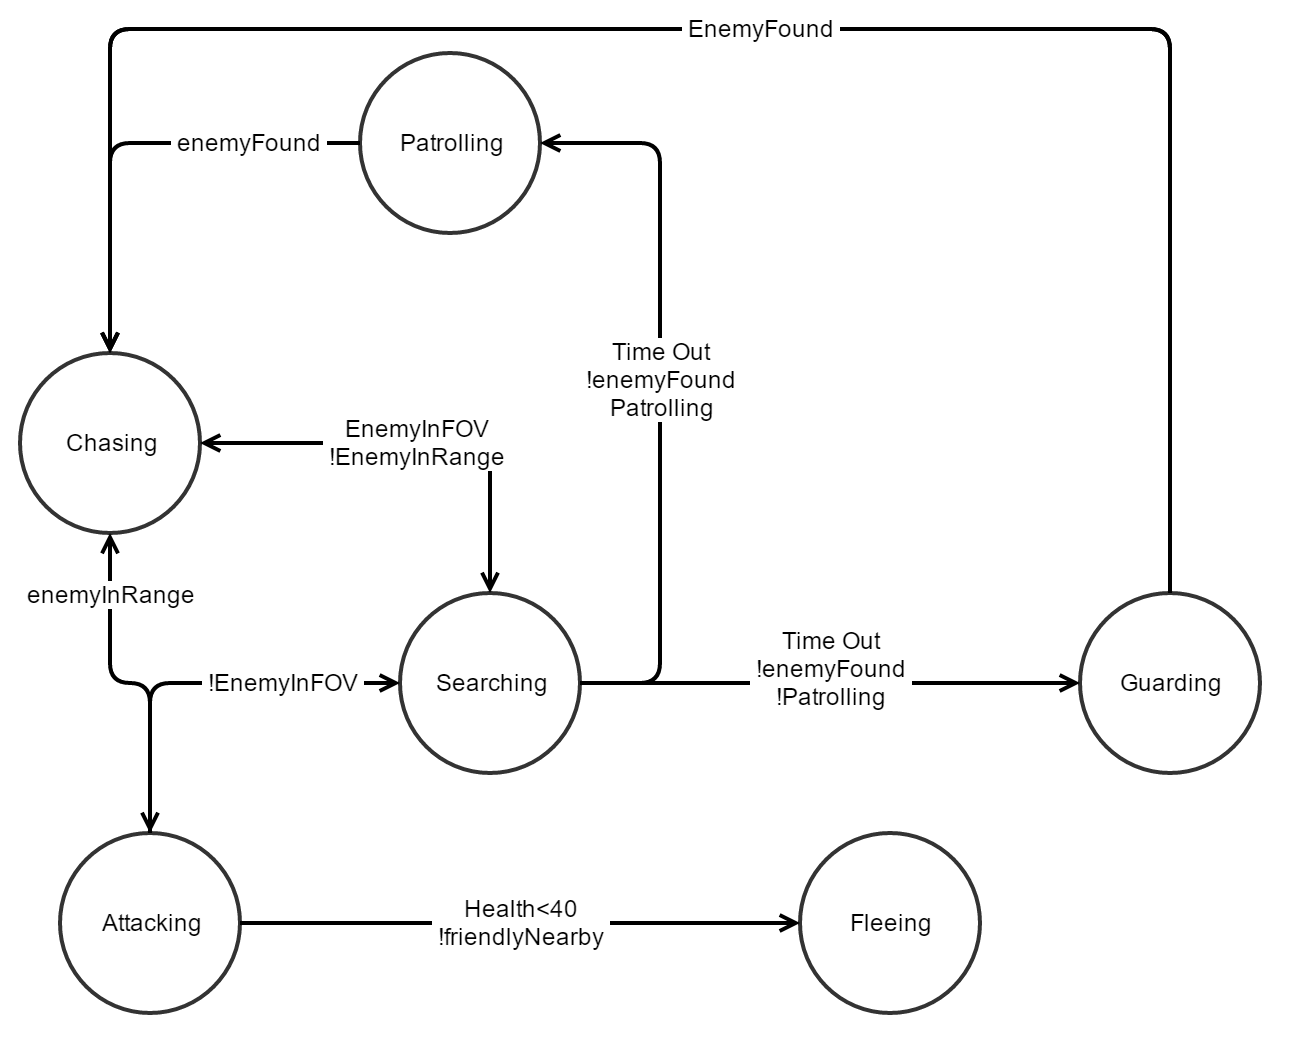 EnemyFound
enemyFound
Patrolling
Time Out
!enemyFound
Patrolling
Chasing
EnemyInFOV
!EnemyInRange
enemyInRange
!EnemyInFOV
Searching
Time Out
!enemyFound
!Patrolling
Guarding
Attacking
Health<40
!friendlyNearby
Fleeing